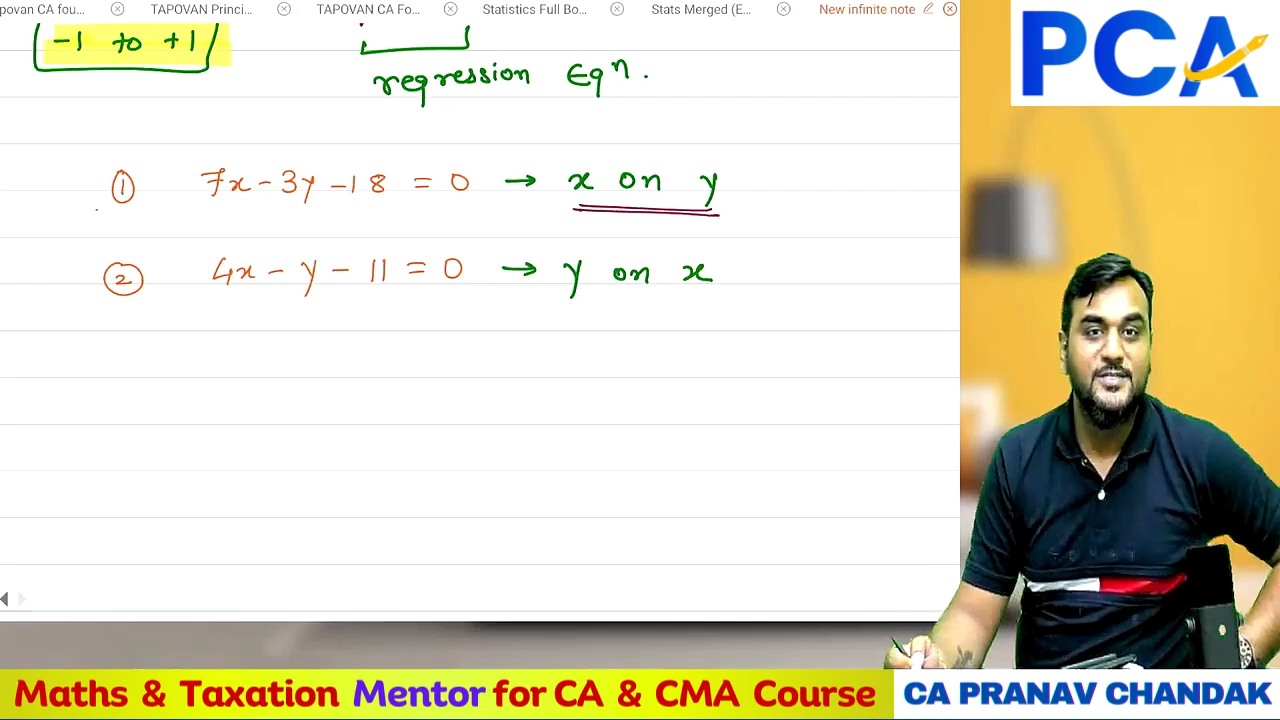 povan CA fou...
TAPOVAN Princi...
TAPOVAN CA Fo...
Statistics Full Bo...
Stats Merged (E...
New infinite note
-1 to +1
regression Eqⁿ.
PCA
① 7x - 3y - 18 = 0 → x on y
② 4x - y - 11 = 0 → y on x
Maths & Taxation Mentor for CA & CMA Course
CA PRANAV CHANDAK